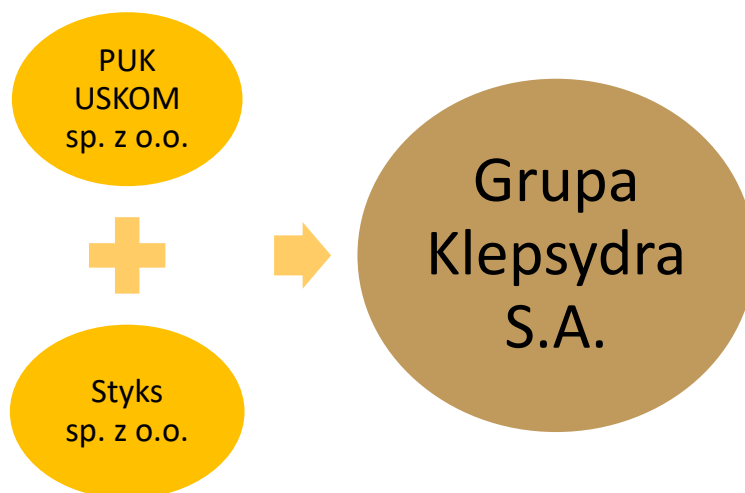 PUK
USKOM
sp. z o.o.
Styks
sp. z o.o.
Grupa
Klepsydra
S.A.